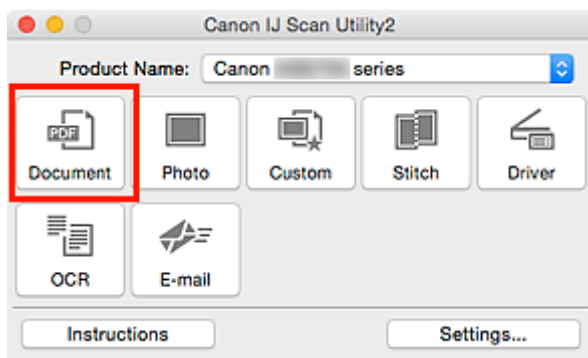 Canon IJ Scan Utility2
Product Name: Canon series
PDF
Document Photo Custom Stitch Driver
OCR E-mail
Instructions Settings...